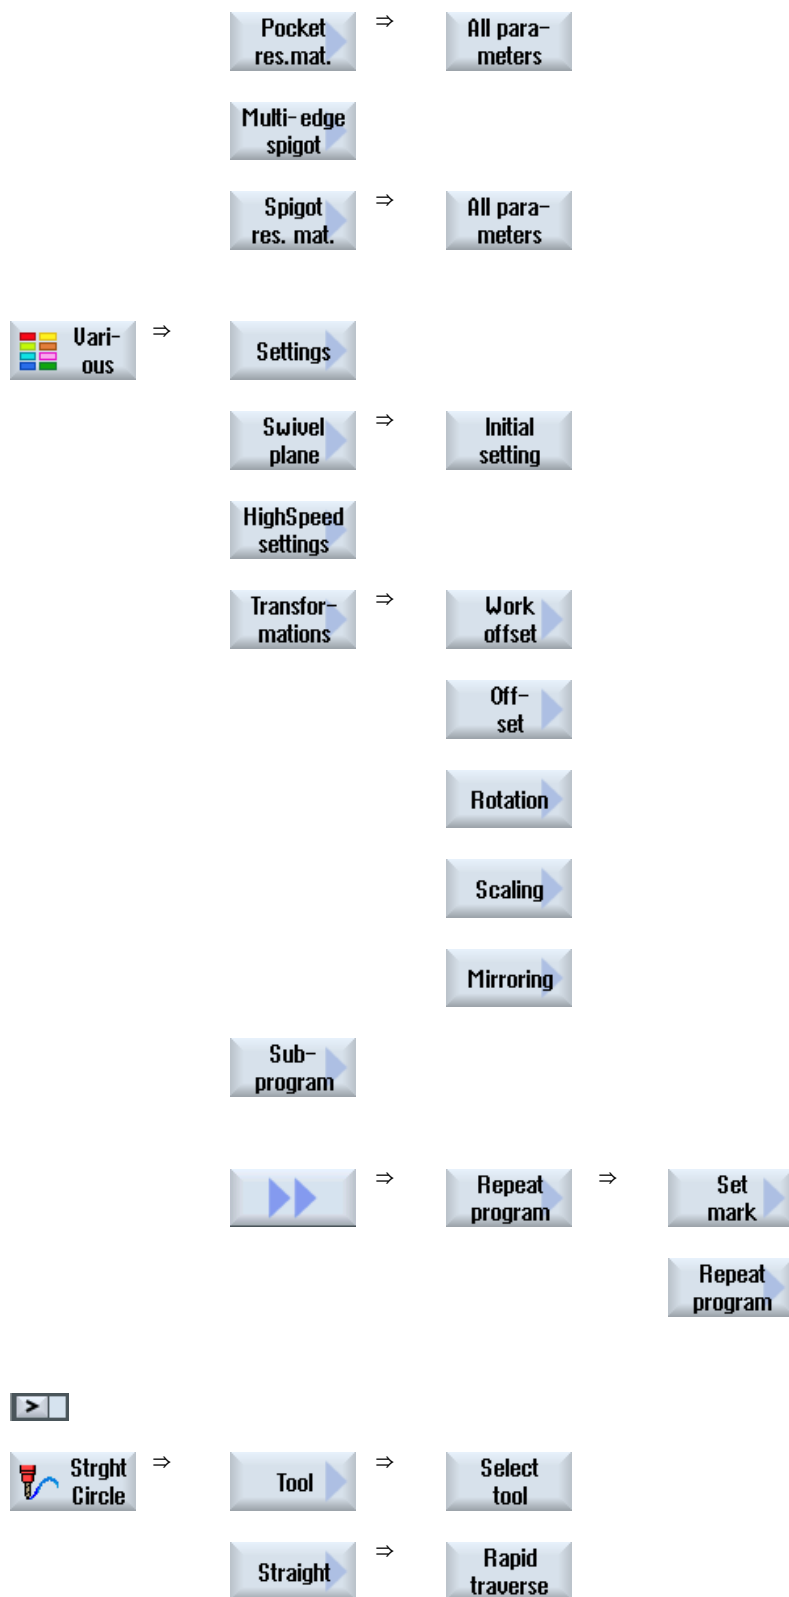 Pocket
res.mat.
⇒
All para-
meters
Multi-edge
spigot
Spigot
res. mat.
⇒
All para-
meters
Vari-
ous
⇒
Settings
Swivel
plane
⇒
Initial
setting
HighSpeed
settings
Transfor-
mations
⇒
Work
offset
Off-
set
Rotation
Scaling
Mirroring
Sub-
program
⇒
Repeat
program
⇒
Set
mark
Repeat
program
>
Strght
Circle
⇒
Tool
⇒
Select
tool
Straight
⇒
Rapid
traverse